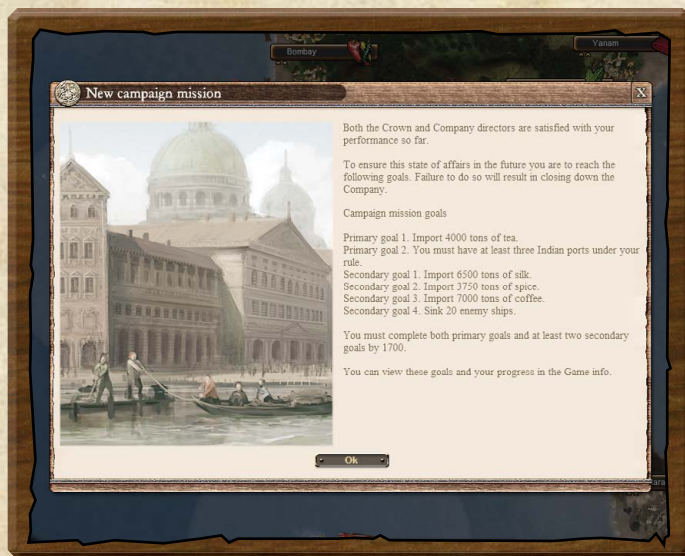 Bombay
Yanam
New campaign mission
X
Both the Crown and Company directors are satisfied with your
performance so far.
To ensure this state of affairs in the future you are to reach the
following goals. Failure to do so will result in closing down the
Company.
Campaign mission goals
Primary goal 1. Import 4000 tons of tea.
Primary goal 2. You must have at least three Indian ports under your
rule.
Secondary goal 1. Import 6500 tons of silk.
Secondary goal 2. Import 3750 tons of spice.
Secondary goal 3. Import 7000 tons of coffee.
Secondary goal 4. Sink 20 enemy ships.
You must complete both primary goals and at least two secondary
goals by 1700.
You can view these goals and your progress in the Game info.
Ok